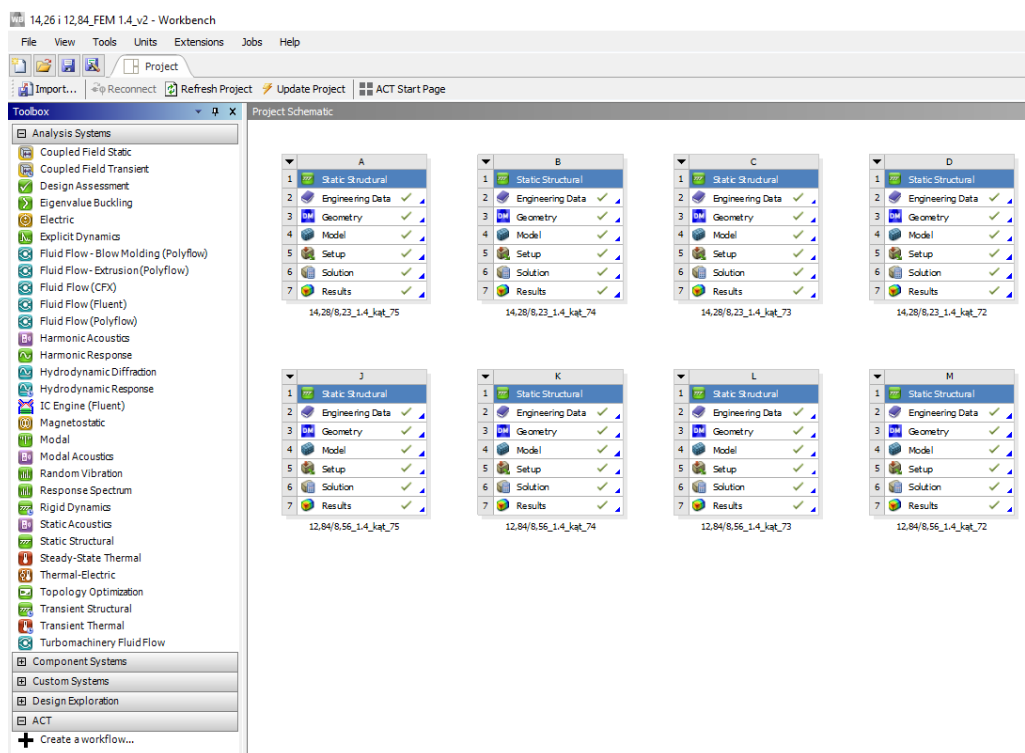 14,26 i 12,84_FEM 1.4_v2 - Workbench
File View Tools Units Extensions Jobs Help
Project
Import... Reconnect Refresh Project Update Project ACT Start Page
Toolbox
Project Schematic
Analysis Systems
Coupled Field Static
Coupled Field Transient
Design Assessment
Eigenvalue Buckling
Electric
Explicit Dynamics
Fluid Flow - Blow Molding (Polyflow)
Fluid Flow- Extrusion (Polyflow)
Fluid Flow (CFX)
Fluid Flow (Fluent)
Fluid Flow (Polyflow)
Harmonic Acoustics
Harmonic Response
Hydrodynamic Diffraction
Hydrodynamic Response
IC Engine (Fluent)
Magnetostatic
Modal
Modal Acoustics
Random Vibration
Response Spectrum
Rigid Dynamics
Static Acoustics
Static Structural
Steady-State Thermal
Thermal-Electric
Topology Optimization
Transient Structural
Transient Thermal
Turbomachinery Fluid Flow
Component Systems
Custom Systems
Design Exploration
ACT
Create a workflow...
A
1 Static Structural
2 Engineering Data
3 DM Geometry
4 Model
5 Setup
6 Solution
7 Results
14,28/8,23_1.4_kąt_75
B
1 Static Structural
2 Engineering Data
3 DM Geometry
4 Model
5 Setup
6 Solution
7 Results
14,28/8,23_1.4_kąt_74
C
1 Static Structural
2 Engineering Data
3 DM Geometry
4 Model
5 Setup
6 Solution
7 Results
14,28/8,23_1.4_kąt_73
D
1 Static Structural
2 Engineering Data
3 DM Geometry
4 Model
5 Setup
6 Solution
7 Results
14,28/8,23_1.4_kąt_72
J
1 Static Structural
2 Engineering Data
3 DM Geometry
4 Model
5 Setup
6 Solution
7 Results
12,84/8,56_1.4_kąt_75
K
1 Static Structural
2 Engineering Data
3 DM Geometry
4 Model
5 Setup
6 Solution
7 Results
12,84/8,56_1.4_kąt_74
L
1 Static Structural
2 Engineering Data
3 DM Geometry
4 Model
5 Setup
6 Solution
7 Results
12,84/8,56_1.4_kąt_73
M
1 Static Structural
2 Engineering Data
3 DM Geometry
4 Model
5 Setup
6 Solution
7 Results
12,84/8,56_1.4_kąt_72